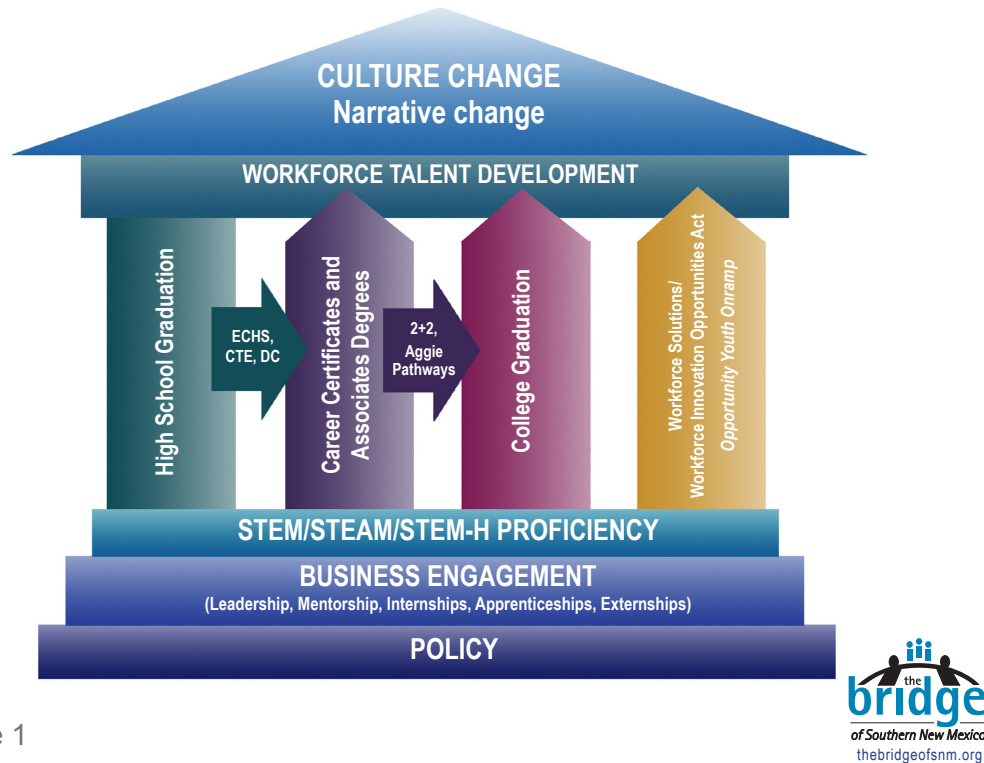 CULTURE CHANGE
Narrative change
WORKFORCE TALENT DEVELOPMENT
High School Graduation
ECHS,
CTE, DC
Career Certificates and
Associates Degrees
2+2,
Aggie
Pathways
College Graduation
Workforce Solutions/
Workforce Innovation Opportunities Act
Opportunity Youth Onramp
STEM/STEAM/STEM-H PROFICIENCY
BUSINESS ENGAGEMENT
(Leadership, Mentorship, Internships, Apprenticeships, Externships)
POLICY
the
bridge
of Southern New Mexico
thebridgeofsnm.org
e 1